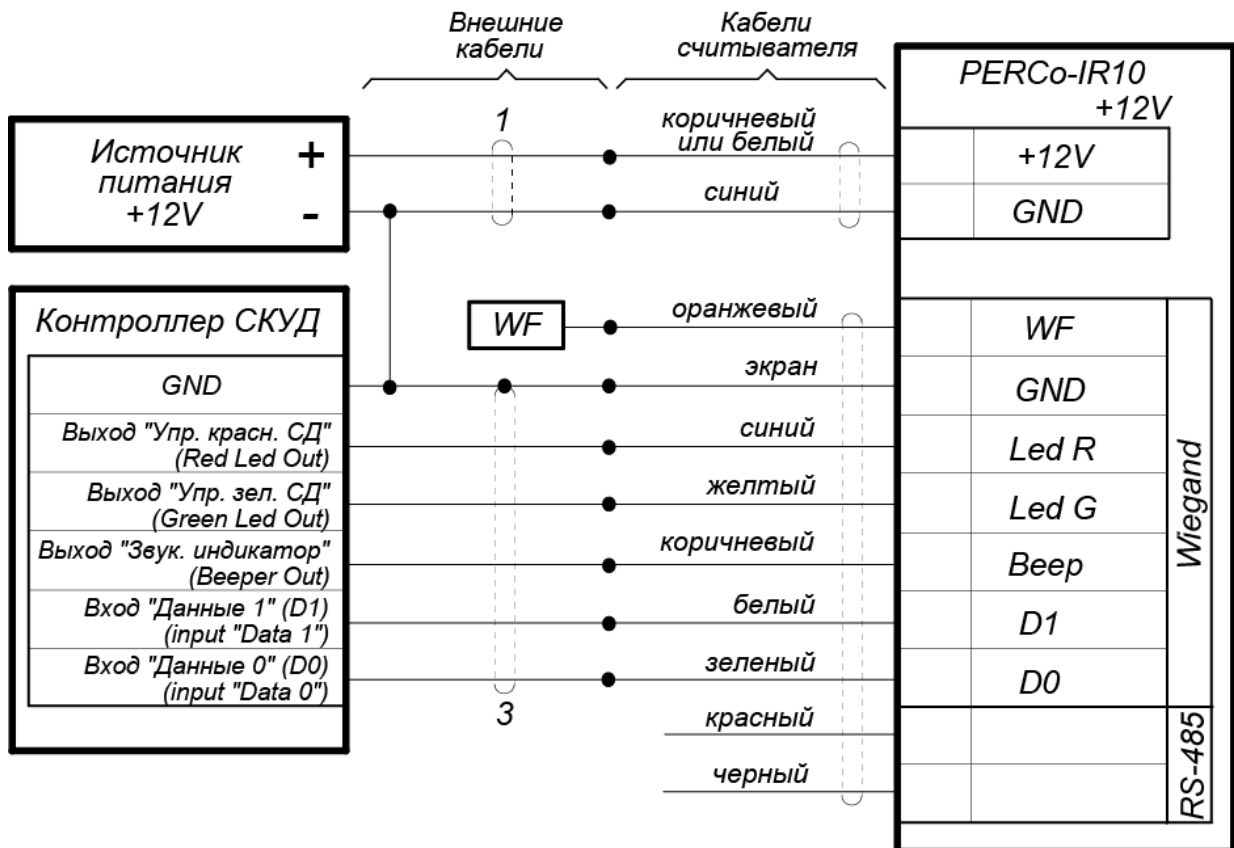 Внешние
кабели
Кабели
считывателя
PERCo-IR10
+12V
Источник
питания
+12V
+
-
1
коричневый
или белый
+12V
синий
GND
Контроллер СКУД
WF
оранжевый
WF
GND
экран
GND
Выход "Упр. красн. СД"
(Red Led Out)
синий
Led R
Выход "Упр. зел. СД"
(Green Led Out)
желтый
Led G
Выход "Звук. индикатор"
(Beeper Out)
коричневый
Beep
Вход "Данные 1" (D1)
(input "Data 1")
белый
D1
Вход "Данные 0" (D0)
(input "Data 0")
зеленый
D0
Wiegand
3
красный
черный
RS-485